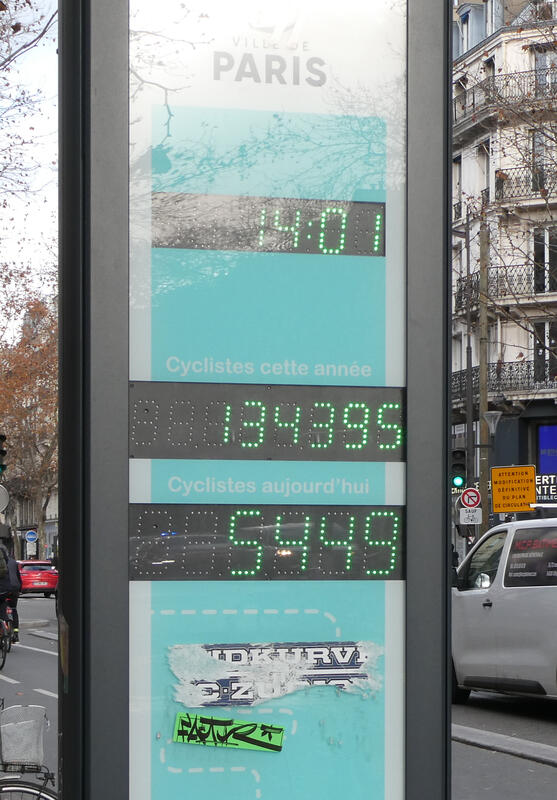 VILLE DE
PARIS
14:01
Cyclistes cette année
134395
Cyclistes aujourd'hui
5449
ATTENTION
MODIFICATION
DÉFINITIVE
DU PLAN
DE CIRCULATION
SAUF